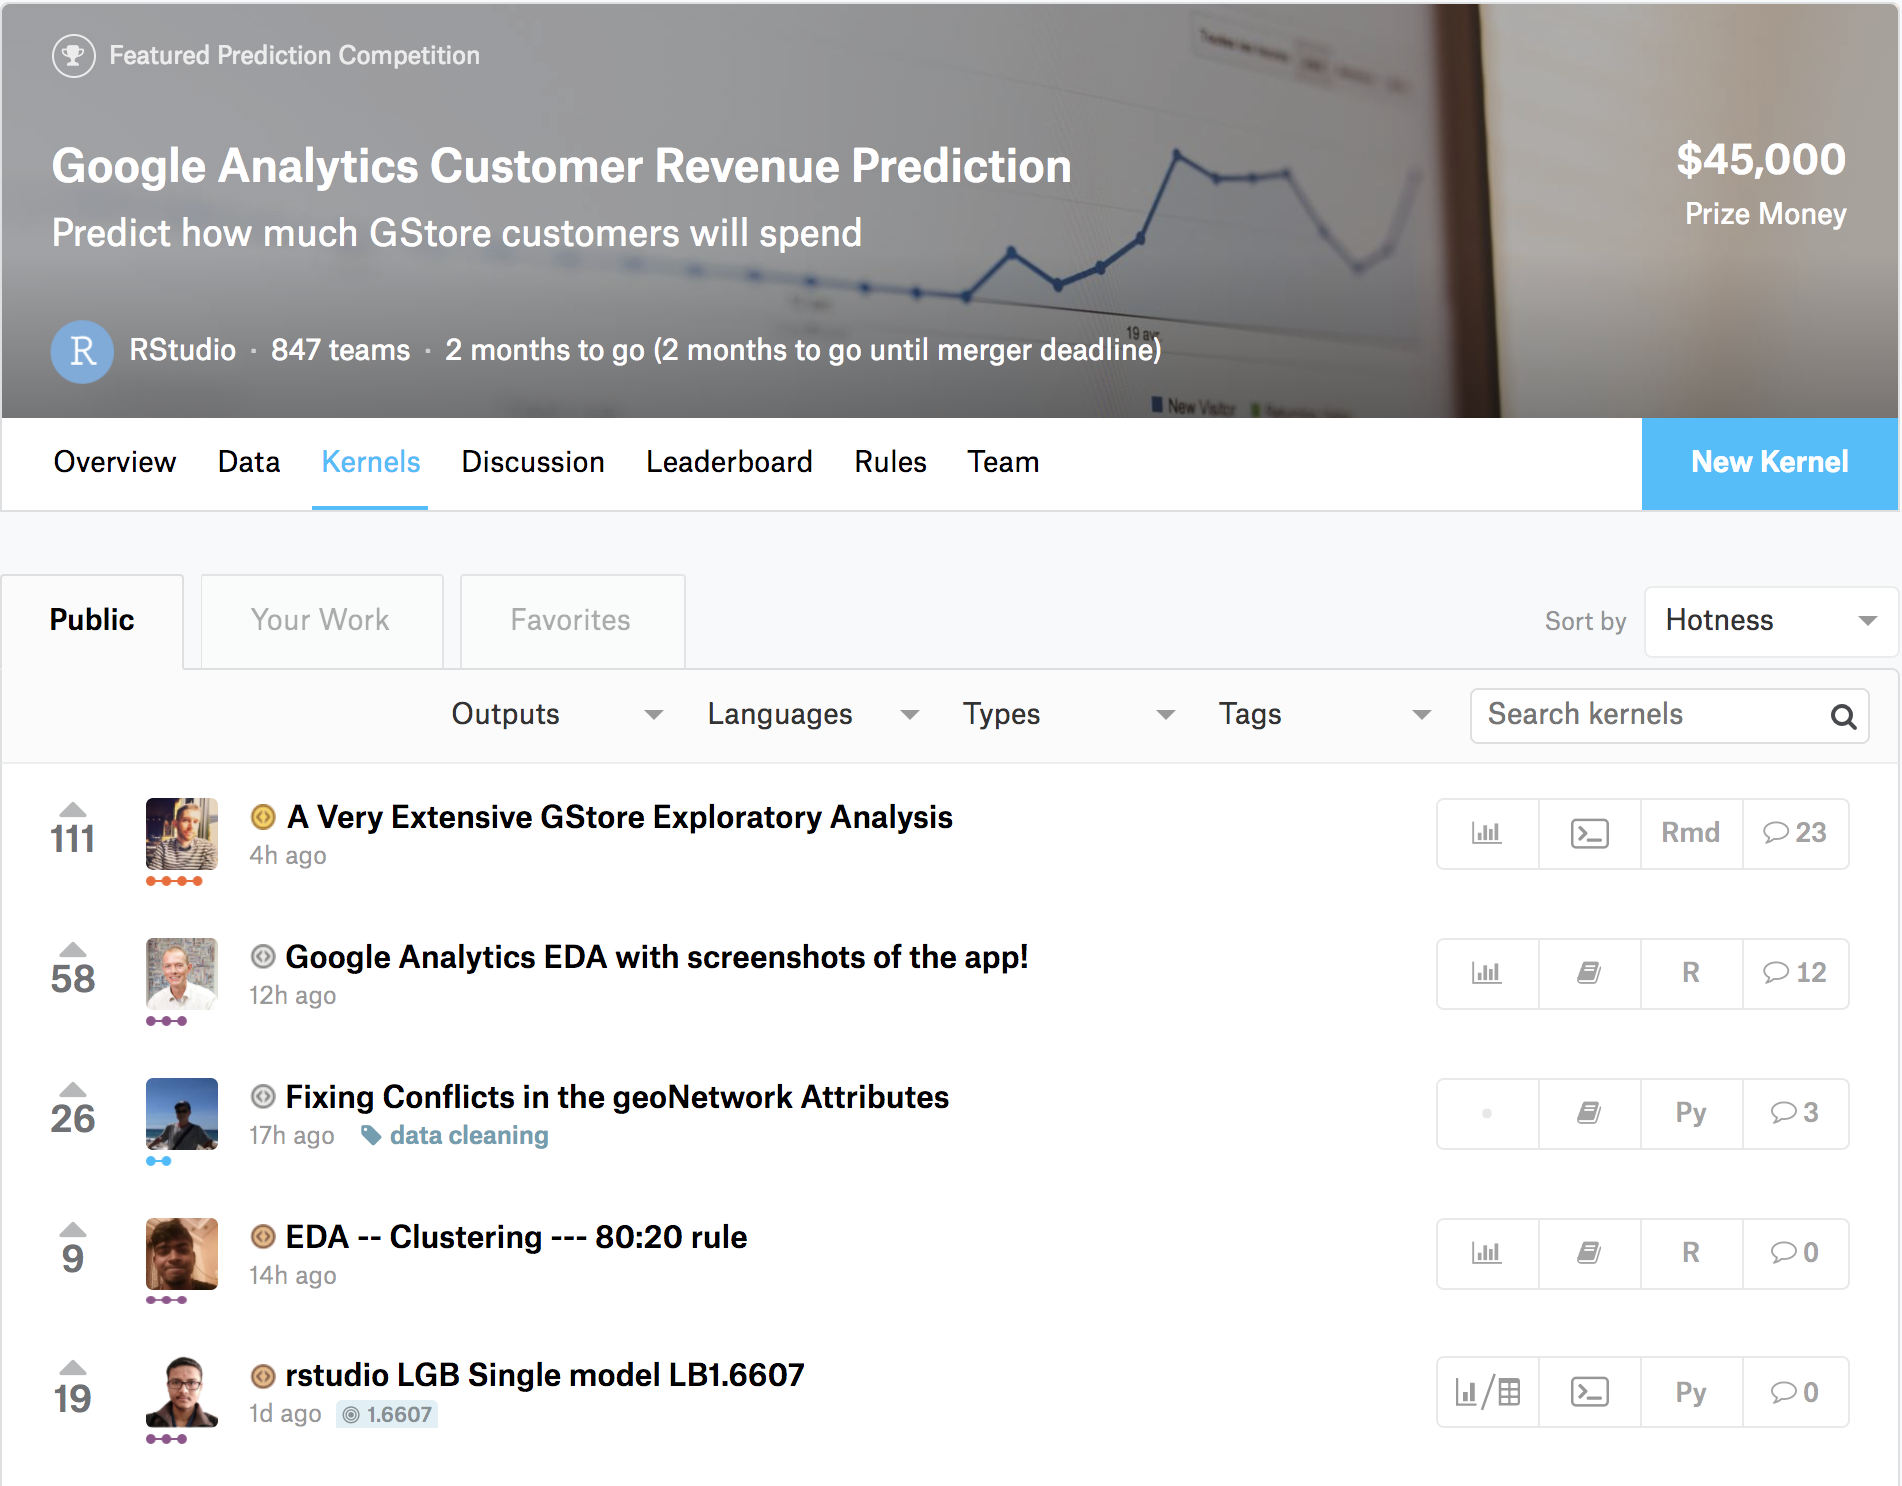 Featured Prediction Competition
Google Analytics Customer Revenue Prediction
$45,000
Predict how much GStore customers will spend
Prize Money
19 avr.
R RStudio · 847 teams · 2 months to go (2 months to go until merger deadline)
New Visitor
Overview Data Kernels Discussion Leaderboard Rules Team New Kernel
Public Your Work Favorites Sort by Hotness
Outputs Languages Types Tags Search kernels
111 A Very Extensive GStore Exploratory Analysis Rmd 23
4h ago
58 Google Analytics EDA with screenshots of the app! R 12
12h ago
26 Fixing Conflicts in the geoNetwork Attributes Py 3
17h ago data cleaning
9 EDA -- Clustering --- 80:20 rule R 0
14h ago
19 rstudio LGB Single model LB1.6607 Py 0
1d ago 1.6607